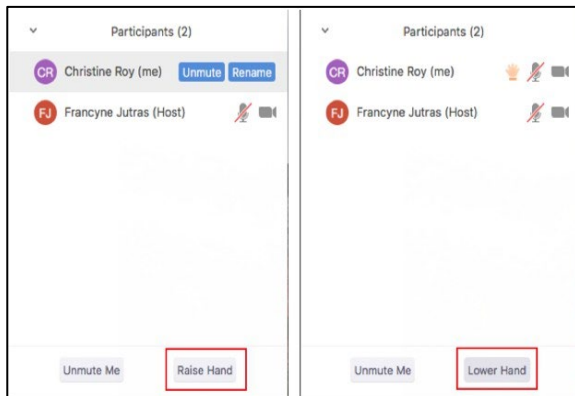 Participants (2)
CR Christine Roy (me) Unmute Rename
FJ Francyne Jutras (Host)
Unmute Me Raise Hand
Participants (2)
CR Christine Roy (me)
FJ Francyne Jutras (Host)
Unmute Me Lower Hand